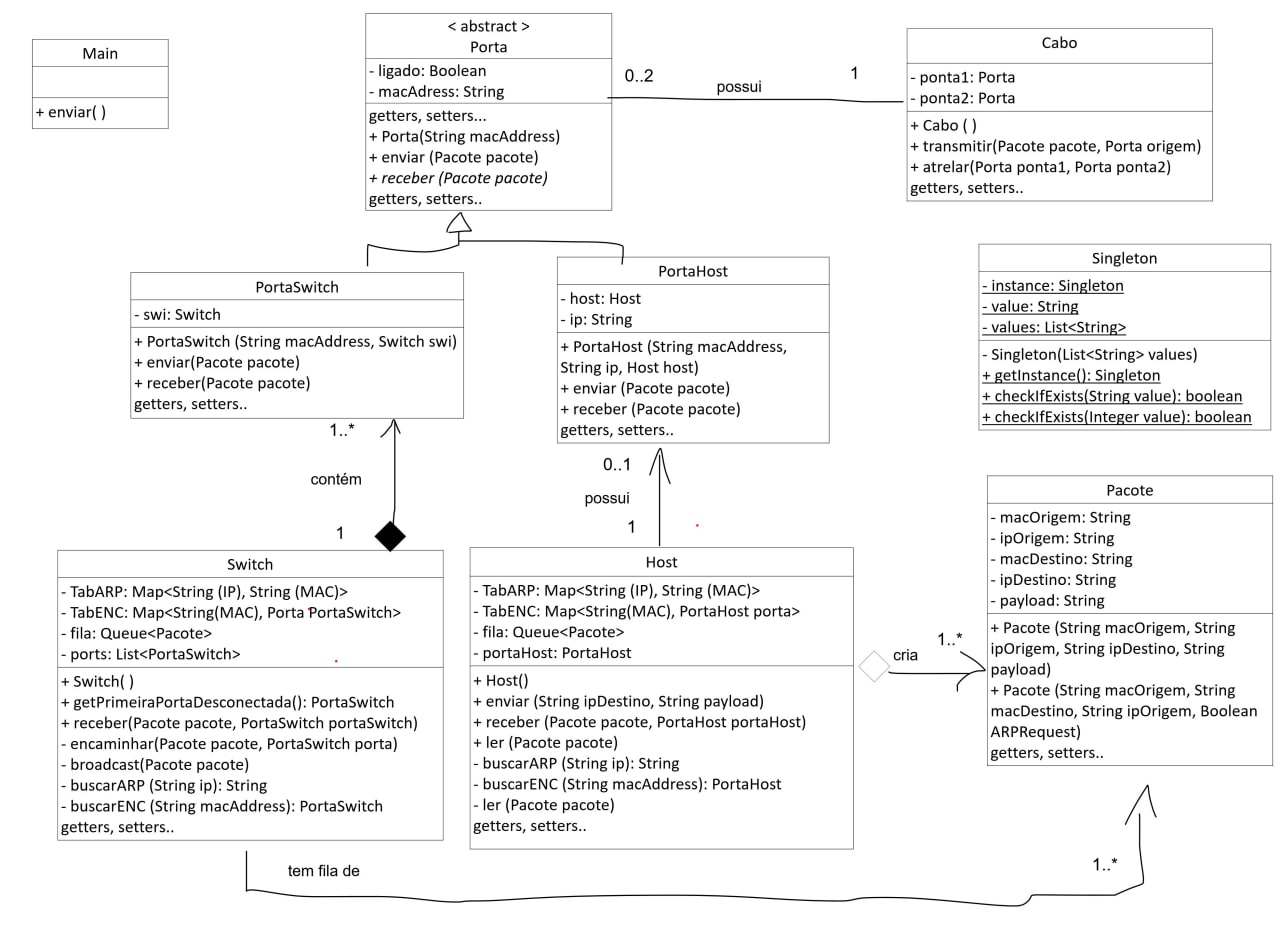 Main
+ enviar( )
< abstract >
Porta
- ligado: Boolean
- macAdress: String
getters, setters...
+ Porta(String macAddress)
+ enviar (Pacote pacote)
+ receber (Pacote pacote)
getters, setters..
0..2
possui
1
Cabo
- ponta1: Porta
- ponta2: Porta
+ Cabo ( )
+ transmitir(Pacote pacote, Porta origem)
+ atrelar(Porta ponta1, Porta ponta2)
getters, setters..
PortaSwitch
- swi: Switch
+ PortaSwitch (String macAddress, Switch swi)
+ enviar(Pacote pacote)
+ receber(Pacote pacote)
getters, setters..
PortaHost
- host: Host
- ip: String
+ PortaHost (String macAddress,
String ip, Host host)
+ enviar (Pacote pacote)
+ receber (Pacote pacote)
getters, setters..
Singleton
- instance: Singleton
- value: String
- values: List<String>
- Singleton(List<String> values)
+ getInstance(): Singleton
+ checkIfExists(String value): boolean
+ checkIfExists(Integer value): boolean
1..*
contém
1
0..1
possui
1
Switch
- TabARP: Map<String (IP), String (MAC)>
- TabENC: Map<String(MAC), Porta PortaSwitch>
- fila: Queue<Pacote>
- ports: List<PortaSwitch>
+ Switch( )
+ getPrimeiraPortaDesconectada(): PortaSwitch
+ receber(Pacote pacote, PortaSwitch portaSwitch)
- encaminhar(Pacote pacote, PortaSwitch porta)
- broadcast(Pacote pacote)
- buscarARP (String ip): String
- buscarENC (String macAddress): PortaSwitch
getters, setters..
Host
- TabARP: Map<String (IP), String (MAC)>
- TabENC: Map<String(MAC), PortaHost porta>
- fila: Queue<Pacote>
- portaHost: PortaHost
+ Host()
+ enviar (String ipDestino, String payload)
+ receber (Pacote pacote, PortaHost portaHost)
+ ler (Pacote pacote)
- buscarARP (String ip): String
- buscarENC (String macAddress): PortaHost
- ler (Pacote pacote)
getters, setters..
cria
1..*
Pacote
- macOrigem: String
- ipOrigem: String
- macDestino: String
- ipDestino: String
- payload: String
+ Pacote (String macOrigem, String
ipOrigem, String ipDestino, String
payload)
+ Pacote (String macOrigem, String
macDestino, String ipOrigem, Boolean
ARPRequest)
getters, setters..
tem fila de
1..*